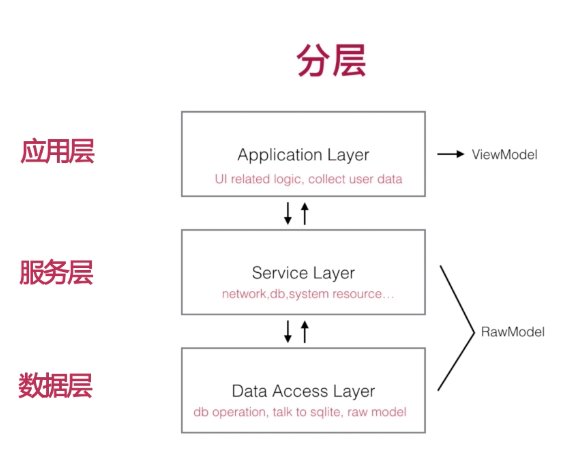 分层
应用层
Application Layer
UI related logic, collect user data
ViewModel
服务层
Service Layer
network,db,system resource…
RawModel
数据层
Data Access Layer
db operation, talk to sqlite, raw model